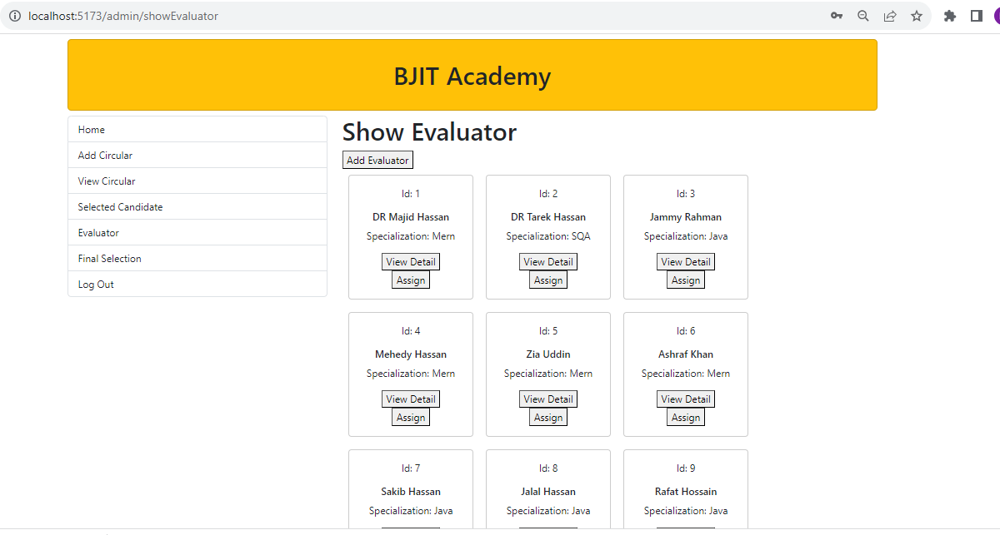 localhost:5173/admin/showEvaluator
BJIT Academy
Home
Add Circular
View Circular
Selected Candidate
Evaluator
Final Selection
Log Out
Show Evaluator
Add Evaluator
Id: 1
DR Majid Hassan
Specialization: Mern
View Detail
Assign
Id: 2
DR Tarek Hassan
Specialization: SQA
View Detail
Assign
Id: 3
Jammy Rahman
Specialization: Java
View Detail
Assign
Id: 4
Mehedy Hassan
Specialization: Mern
View Detail
Assign
Id: 5
Zia Uddin
Specialization: Mern
View Detail
Assign
Id: 6
Ashraf Khan
Specialization: Mern
View Detail
Assign
Id: 7
Sakib Hassan
Specialization: Java
Id: 8
Jalal Hassan
Specialization: Java
Id: 9
Rafat Hossain
Specialization: Java